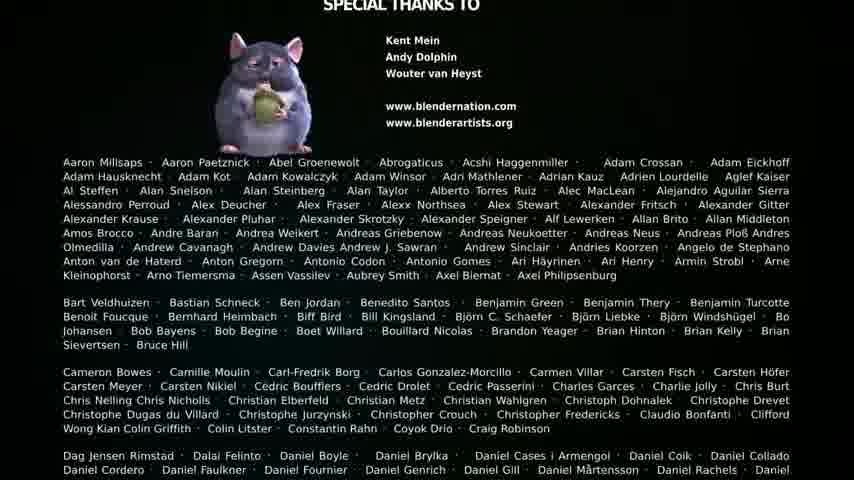 SPECIAL THANKS TO
Kent Mein
Andy Dolphin
Wouter van Heyst
www.blendernation.com
www.blenderartists.org
Aaron Millsaps · Aaron Paetznick · Abel Groenewolt · Abrogaticus · Acshi Haggenmiller · Adam Crossan · Adam Eickhoff
Adam Hausknecht · Adam Kot · Adam Kowalczyk · Adam Winsor · Adri Mathlener · Adrian Kauz · Adrien Lourdelle · Aglef Kaiser
Al Steffen · Alan Snelson · Alan Steinberg · Alan Taylor · Alberto Torres Ruiz · Alec MacLean · Alejandro Aguilar Sierra
Alessandro Perroud · Alex Deucher · Alex Fraser · Alexx Northsea · Alex Stewart · Alexander Fritsch · Alexander Gitter
Alexander Krause · Alexander Pluhar · Alexander Skrotzky · Alexander Speigner · Alf Lewerken · Allan Brito · Allan Middleton
Amos Brocco · Andre Baran · Andrea Weikert · Andreas Griebenow · Andreas Neukoetter · Andreas Neus · Andreas Ploß Andres
Olmedilla · Andrew Cavanagh · Andrew Davies Andrew J. Sawran · Andrew Sinclair · Andries Koorzen · Angelo de Stephano
Anton van de Haterd · Anton Gregorn · Antonio Codon · Antonio Gomes · Ari Häyrinen · Ari Henry · Armin Strobl · Arne
Kleinophorst · Arno Tiemersma · Assen Vassilev · Aubrey Smith · Axel Biernat · Axel Philipsenburg
Bart Veldhuizen · Bastian Schneck · Ben Jordan · Benedito Santos · Benjamin Green · Benjamin Thery · Benjamin Turcotte
Benoit Foucque · Bernhard Heimbach · Biff Bird · Bill Kingsland · Björn C. Schaefer · Björn Liebke · Björn Windshügel · Bo
Johansen · Bob Bayens · Bob Begine · Boet Willard · Bouillard Nicolas · Brandon Yeager · Brian Hinton · Brian Kelly · Brian
Sievertsen · Bruce Hill
Cameron Bowes · Camille Moulin · Carl-Fredrik Borg · Carlos Gonzalez-Morcillo · Carmen Villar · Carsten Fisch · Carsten Höfer
Carsten Meyer · Carsten Nikiel · Cédric Boufflers · Cedric Drolet · Cedric Passerini · Charles Garces · Charlie Jolly · Chris Burt
Chris Nelling Chris Nicholls · Christian Elberfeld · Christian Metz · Christian Wahlgren · Christoph Dohnalek · Christophe Drevet
Christophe Dugas du Villard · Christophe Jurzynski · Christopher Crouch · Christopher Fredericks · Claudio Bonfanti · Clifford
Wong Kian Colin Griffith · Colin Litster · Constantin Rahn · Coyok Drio · Craig Robinson
Dag Jensen Rimstad · Dalai Felinto · Daniel Boyle · Daniel Brylka · Daniel Cases i Armengol · Daniel Coik · Daniel Collado
Daniel Cordero · Daniel Faulkner · Daniel Fournier · Daniel Genrich · Daniel Gill · Daniel Mårtensson · Daniel Rachels · Daniel